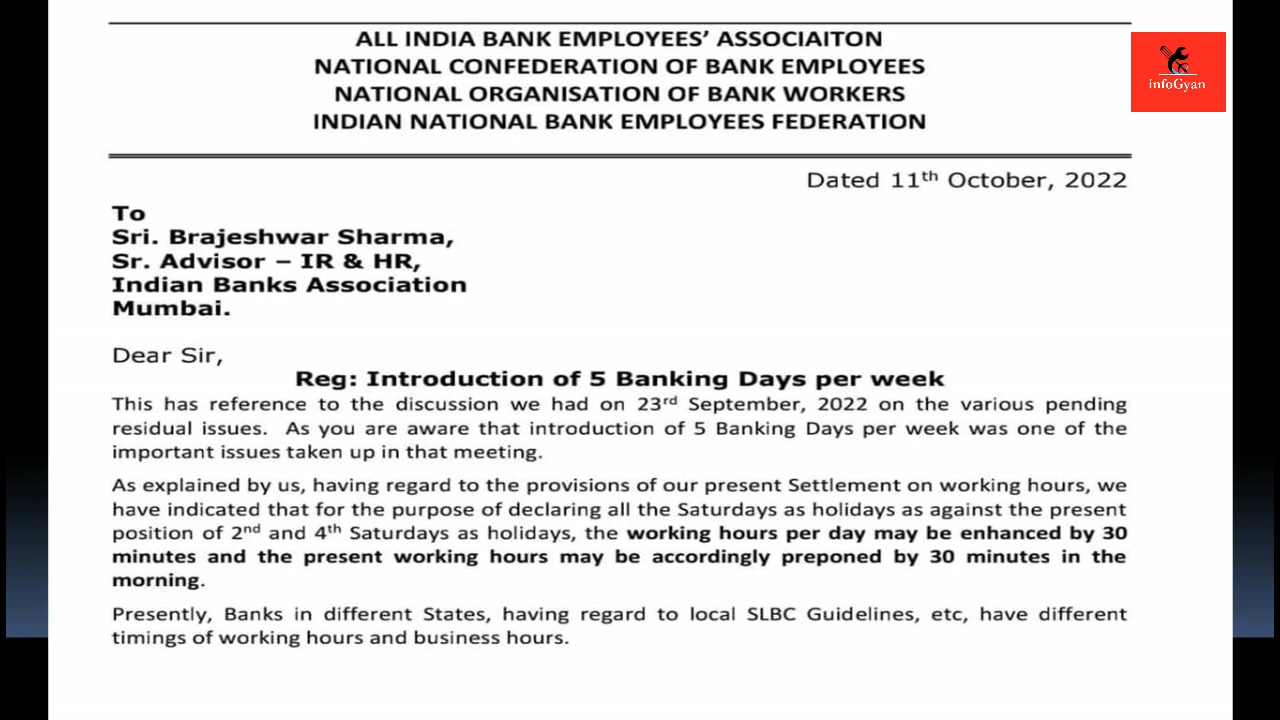 ALL INDIA BANK EMPLOYEES’ ASSOCIAITON
NATIONAL CONFEDERATION OF BANK EMPLOYEES
NATIONAL ORGANISATION OF BANK WORKERS
INDIAN NATIONAL BANK EMPLOYEES FEDERATION
infoGyan
Dated 11th October, 2022
To
Sri. Brajeshwar Sharma,
Sr. Advisor – IR & HR,
Indian Banks Association
Mumbai.
Dear Sir,
Reg: Introduction of 5 Banking Days per week
This has reference to the discussion we had on 23rd September, 2022 on the various pending
residual issues. As you are aware that introduction of 5 Banking Days per week was one of the
important issues taken up in that meeting.
As explained by us, having regard to the provisions of our present Settlement on working hours, we
have indicated that for the purpose of declaring all the Saturdays as holidays as against the present
position of 2nd and 4th Saturdays as holidays, the working hours per day may be enhanced by 30
minutes and the present working hours may be accordingly preponed by 30 minutes in the
morning.
Presently, Banks in different States, having regard to local SLBC Guidelines, etc, have different
timings of working hours and business hours.